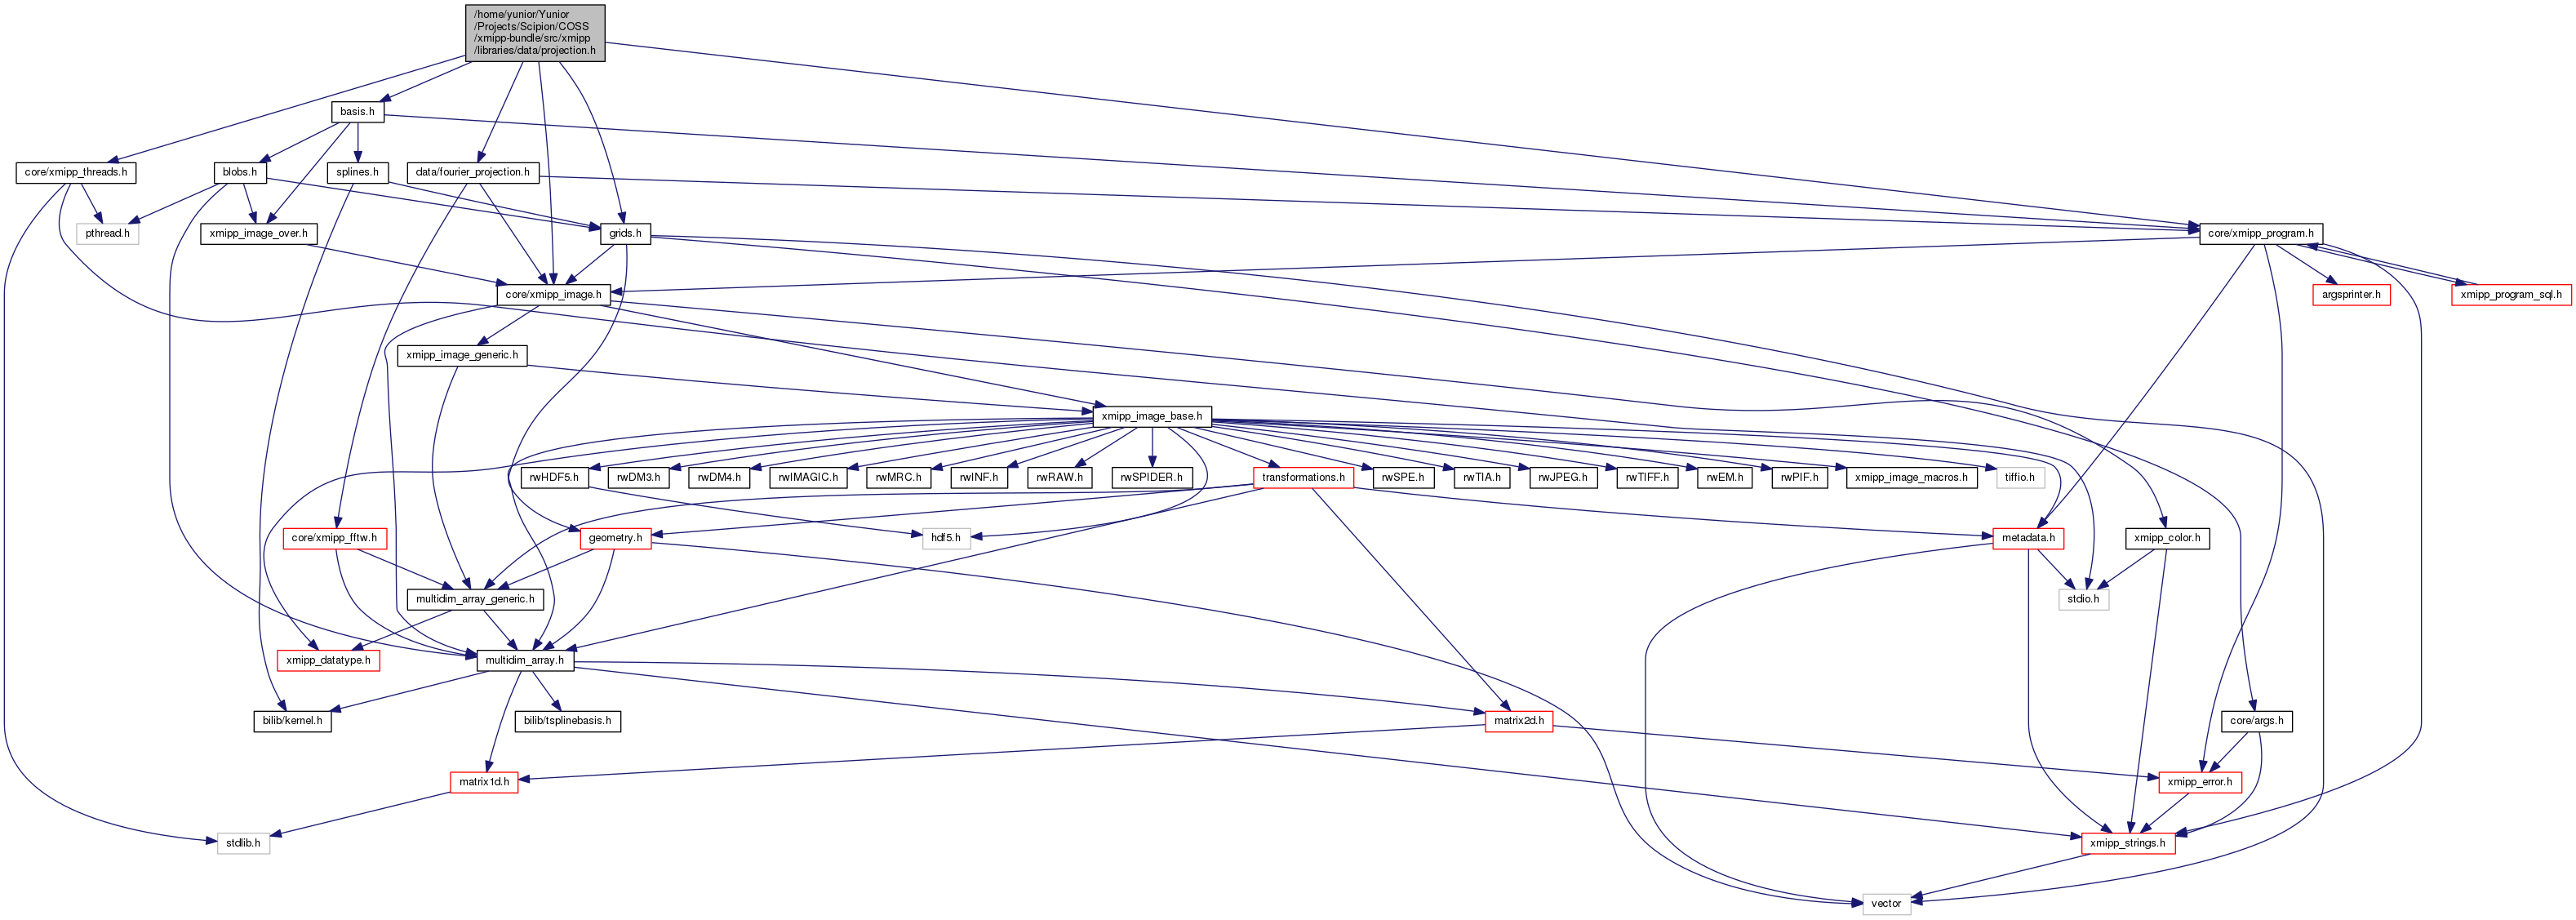 /home/yunior/Yunior
/Projects/Scipion/COSS
/xmipp-bundle/src/xmipp
/libraries/data/projection.h
basis.h
core/xmipp_threads.h
blobs.h
splines.h
data/fourier_projection.h
pthread.h
xmipp_image_over.h
grids.h
core/xmipp_program.h
core/xmipp_image.h
argsprinter.h
xmipp_program_sql.h
xmipp_image_generic.h
xmipp_image_base.h
rwHDF5.h
rwDM3.h
rwDM4.h
rwIMAGIC.h
rwMRC.h
rwINF.h
rwRAW.h
rwSPIDER.h
transformations.h
rwSPE.h
rwTIA.h
rwJPEG.h
rwTIFF.h
rwEM.h
rwPIF.h
xmipp_image_macros.h
tiffio.h
core/xmipp_fftw.h
geometry.h
hdf5.h
metadata.h
xmipp_color.h
multidim_array_generic.h
stdio.h
xmipp_datatype.h
multidim_array.h
bilib/kernel.h
bilib/tsplinebasis.h
matrix2d.h
core/args.h
matrix1d.h
xmipp_error.h
stdlib.h
xmipp_strings.h
vector